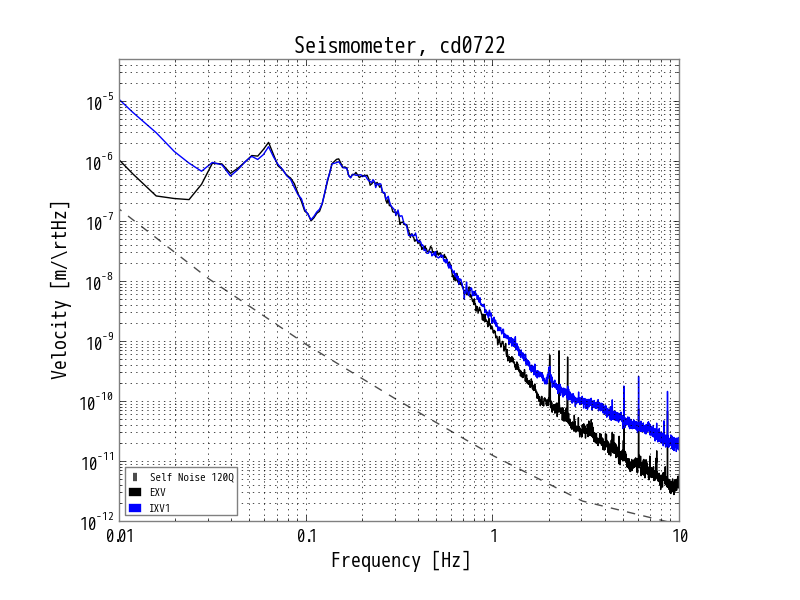 Seismometer, cd0722
Velocity [m/\rtHz]
10^-5
10^-6
10^-7
10^-8
10^-9
10^-10
10^-11
10^-12
Self Noise 120Q
EXV
IXV1
0.01 0.1 1 10
Frequency [Hz]